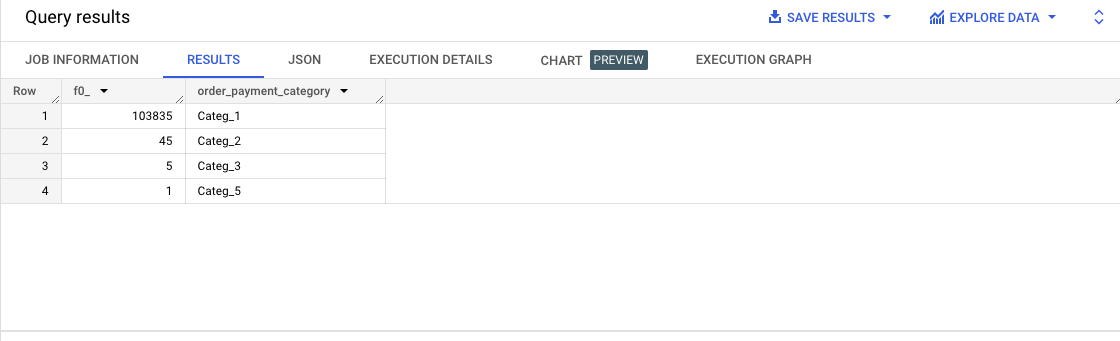 Query results SAVE RESULTS EXPLORE DATA
JOB INFORMATION RESULTS JSON EXECUTION DETAILS CHART PREVIEW EXECUTION GRAPH
Row f0_ order_payment_category
1 103835 Categ_1
2 45 Categ_2
3 5 Categ_3
4 1 Categ_5